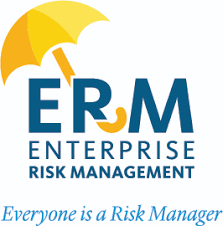 ERM
ENTERPRISE
RISK MANAGEMENT
Everyone is a Risk Manager